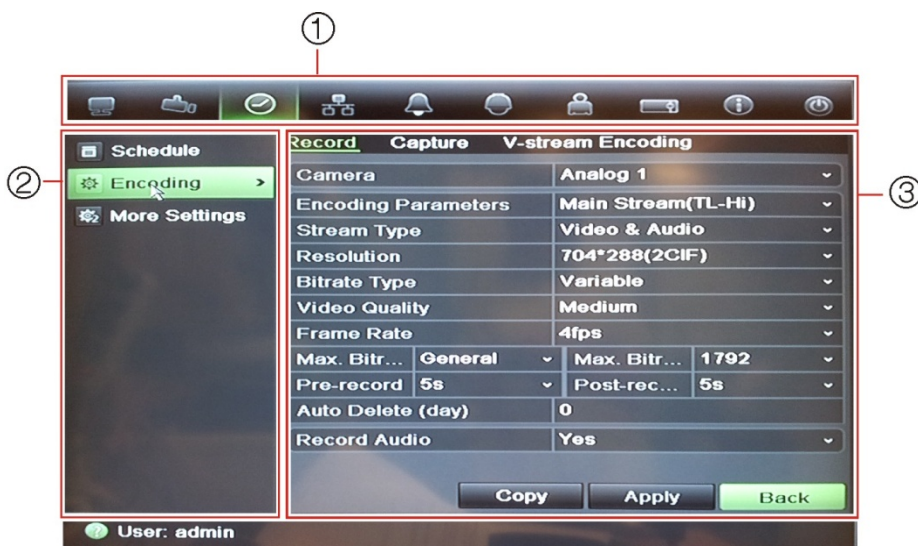 ①
②
③
Schedule
Encoding >
More Settings
Record Capture V-stream Encoding
Camera Analog 1
Encoding Parameters Main Stream(TL-Hi)
Stream Type Video & Audio
Resolution 704*288(2CIF)
Bitrate Type Variable
Video Quality Medium
Frame Rate 4fps
Max. Bitr... General Max. Bitr... 1792
Pre-record 5s Post-rec... 5s
Auto Delete (day) 0
Record Audio Yes
Copy Apply Back
User: admin